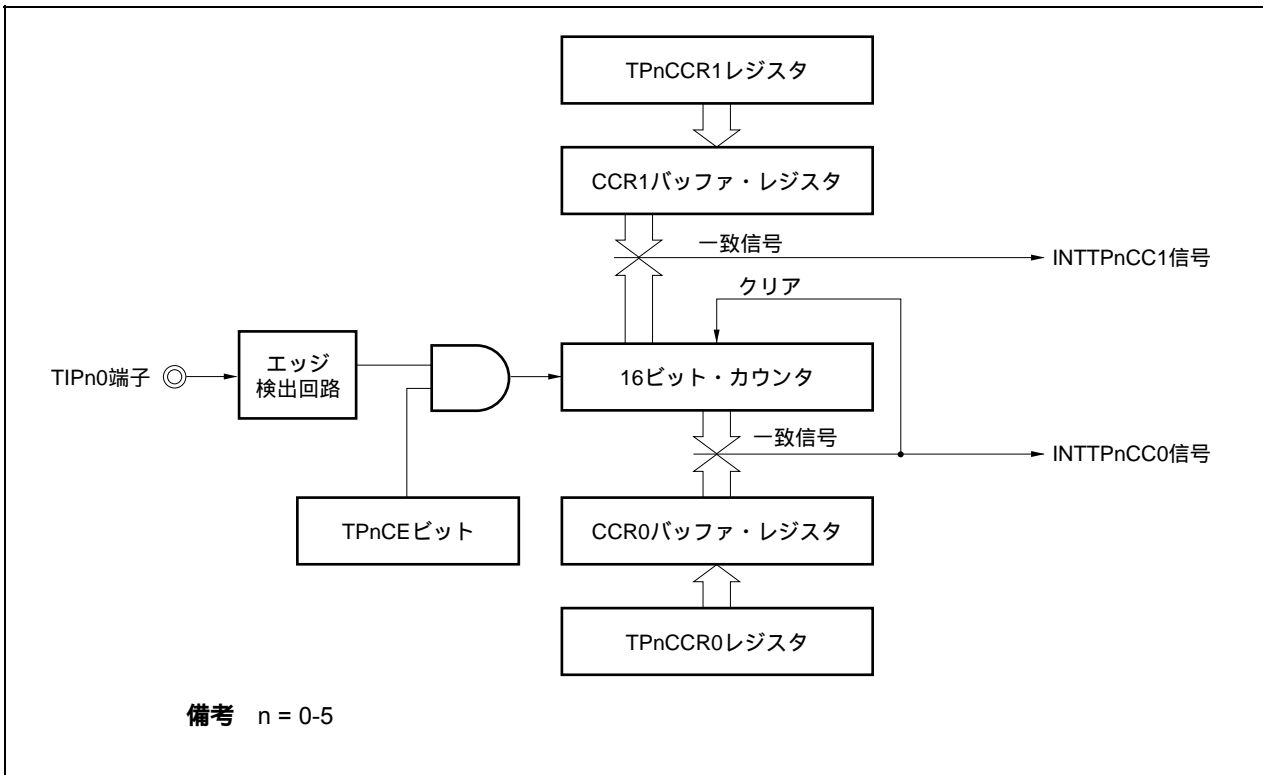 TPnCCR1レジスタ
CCR1バッファ・レジスタ
一致信号
INTTPnCC1信号
クリア
TIPn0端子
エッジ
検出回路
16ビット・カウンタ
一致信号
INTTPnCC0信号
TPnCEビット
CCR0バッファ・レジスタ
TPnCCR0レジスタ
備考 n = 0-5